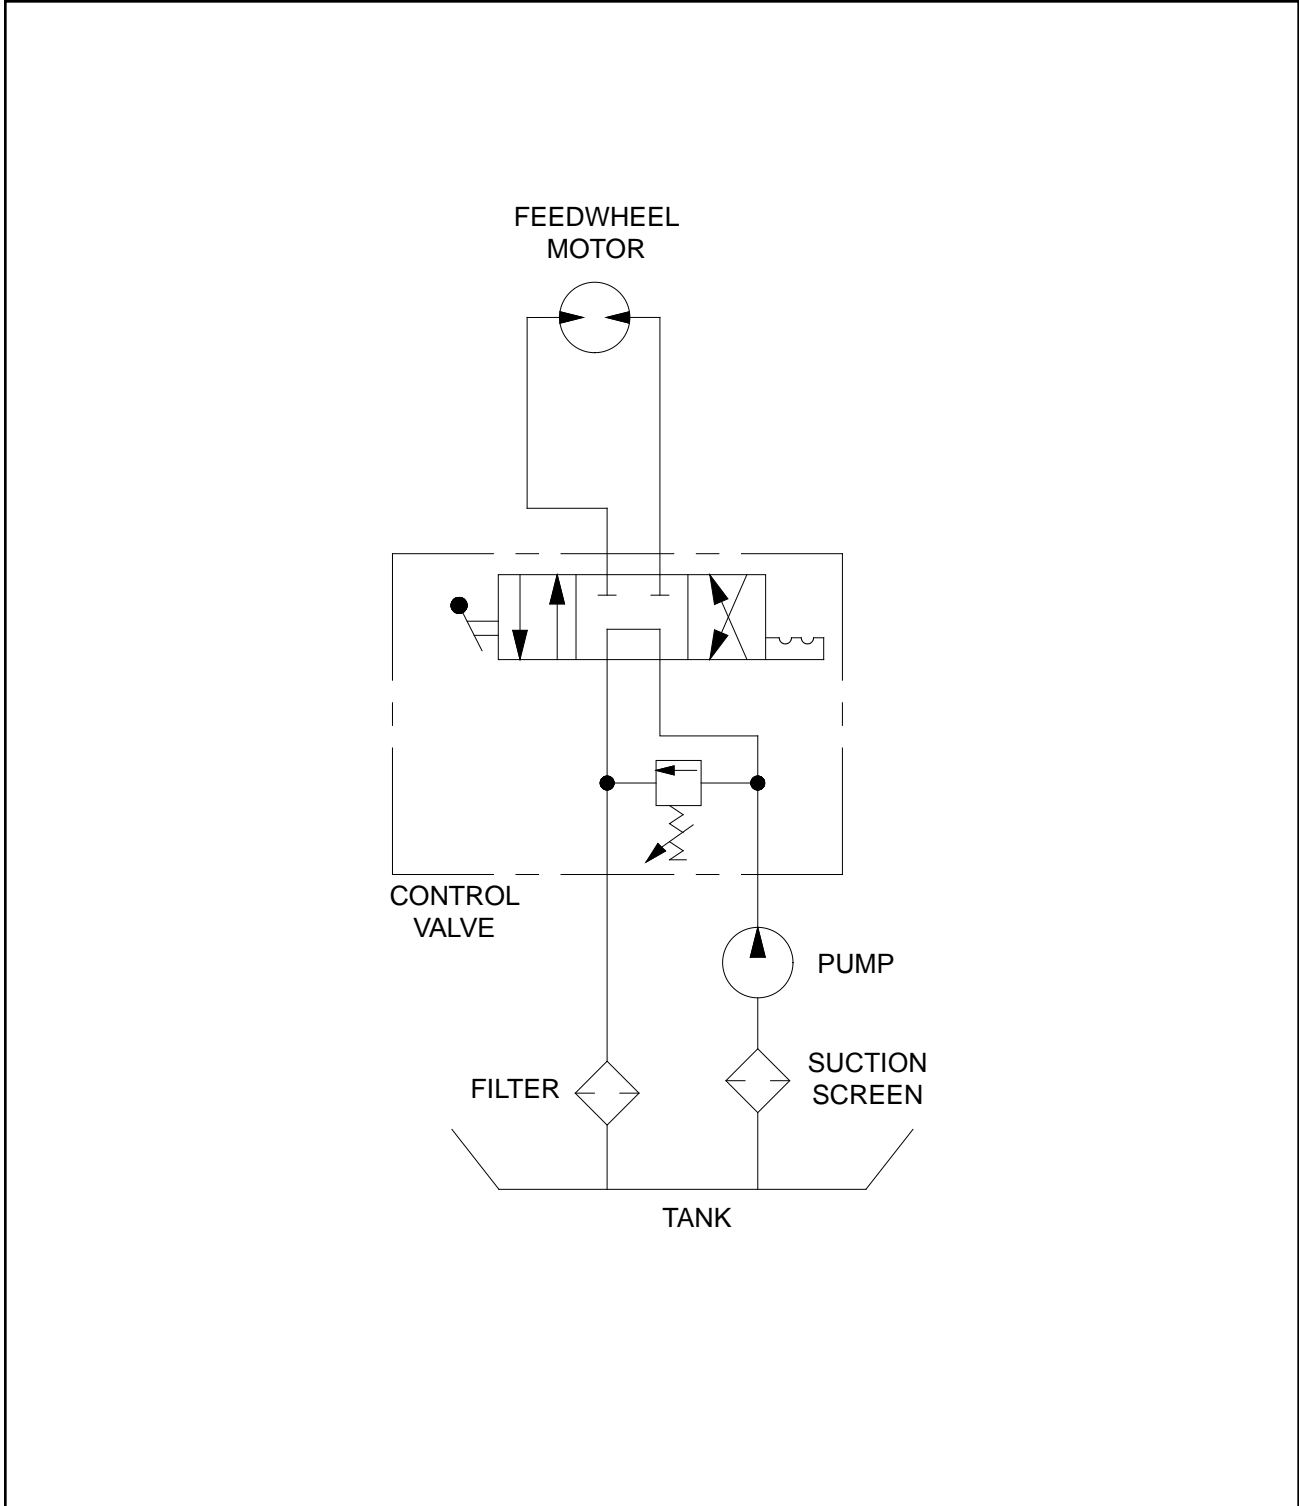 FEEDWHEEL
MOTOR
CONTROL
VALVE
PUMP
SUCTION
SCREEN
FILTER
TANK